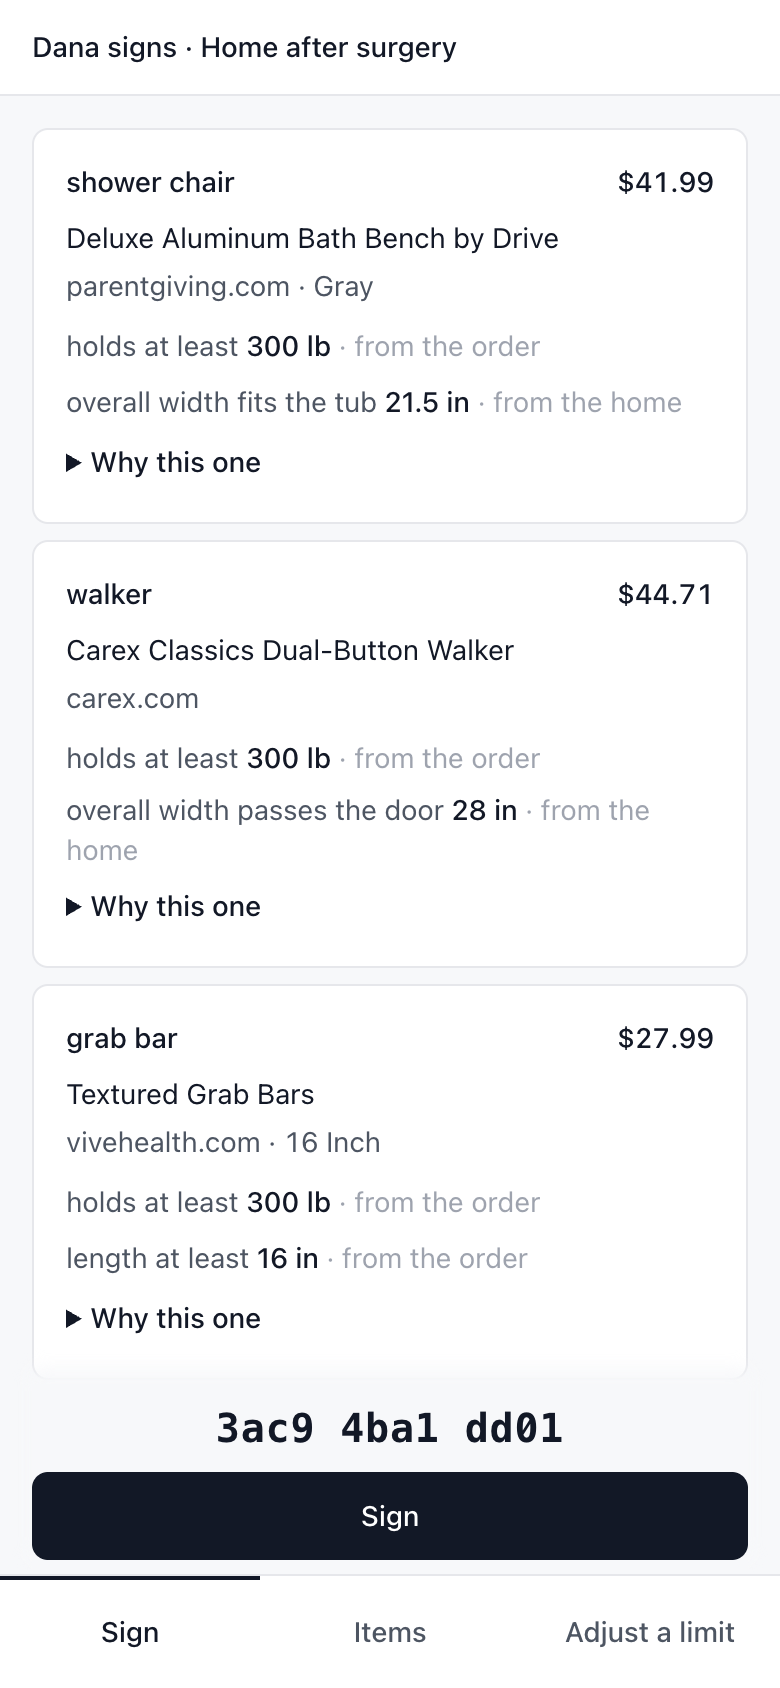 Dana signs · Home after surgery
shower chair $41.99
Deluxe Aluminum Bath Bench by Drive
parentgiving.com · Gray
holds at least 300 lb · from the order
overall width fits the tub 21.5 in · from the home
▶ Why this one
walker $44.71
Carex Classics Dual-Button Walker
carex.com
holds at least 300 lb · from the order
overall width passes the door 28 in · from the
home
▶ Why this one
grab bar $27.99
Textured Grab Bars
vivehealth.com · 16 Inch
holds at least 300 lb · from the order
length at least 16 in · from the order
▶ Why this one
3ac9 4ba1 dd01
Sign
Sign Items Adjust a limit